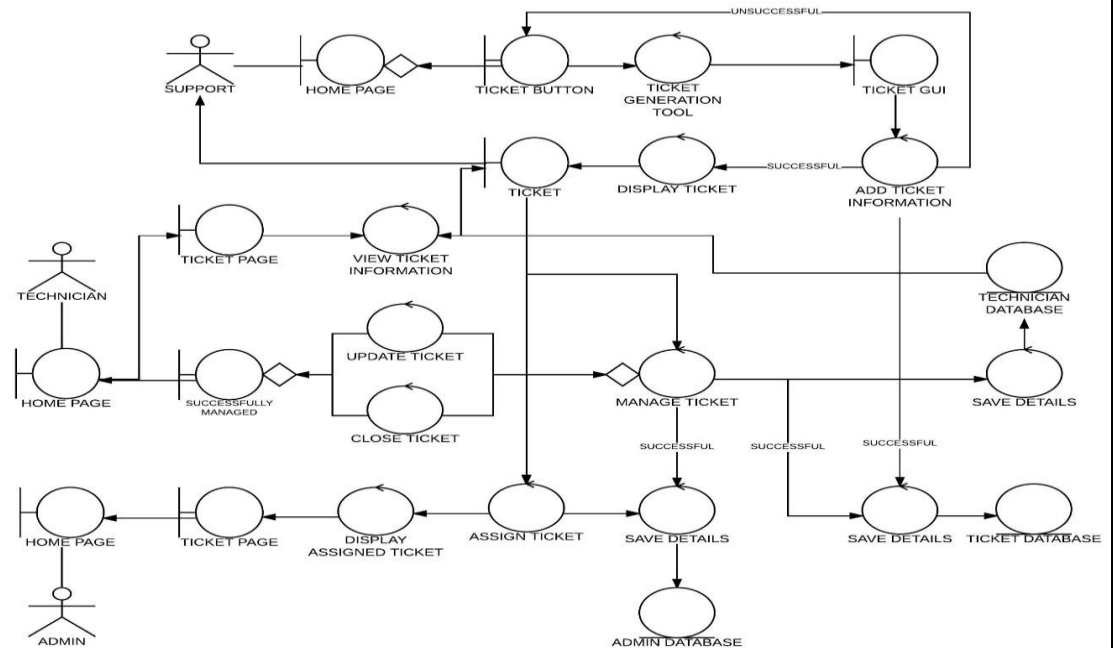 UNSUCCESSFUL
SUPPORT
HOME PAGE
TICKET BUTTON
TICKET
GENERATION
TOOL
TICKET GUI
SUCCESSFUL
TICKET
DISPLAY TICKET
ADD TICKET
INFORMATION
TICKET PAGE
VIEW TICKET
INFORMATION
TECHNICIAN
TECHNICIAN
DATABASE
UPDATE TICKET
HOME PAGE
SUCCESSFULLY
MANAGED
MANAGE TICKET
SAVE DETAILS
CLOSE TICKET
SUCCESSFUL
SUCCESSFUL
SUCCESSFUL
HOME PAGE
TICKET PAGE
DISPLAY
ASSIGNED TICKET
ASSIGN TICKET
SAVE DETAILS
SAVE DETAILS
TICKET DATABASE
ADMIN
ADMIN DATABASE